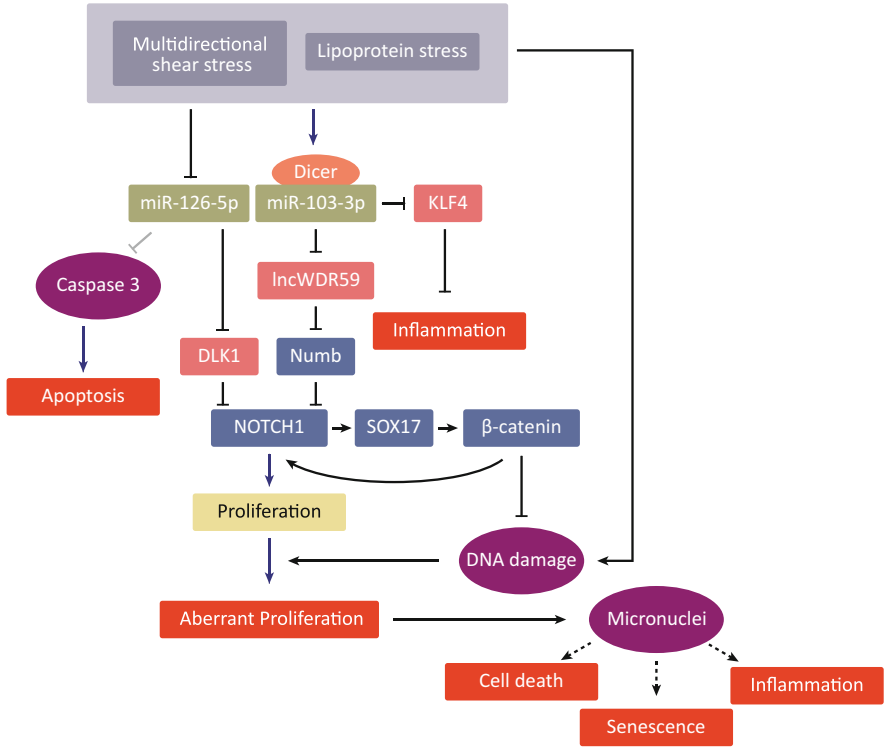 Multidirectional
shear stress
Lipoprotein stress
Dicer
miR-126-5p
miR-103-3p
KLF4
Caspase 3
lncWDR59
Inflammation
DLK1
Numb
Apoptosis
NOTCH1
SOX17
β-catenin
Proliferation
DNA damage
Aberrant Proliferation
Micronuclei
Cell death
Inflammation
Senescence